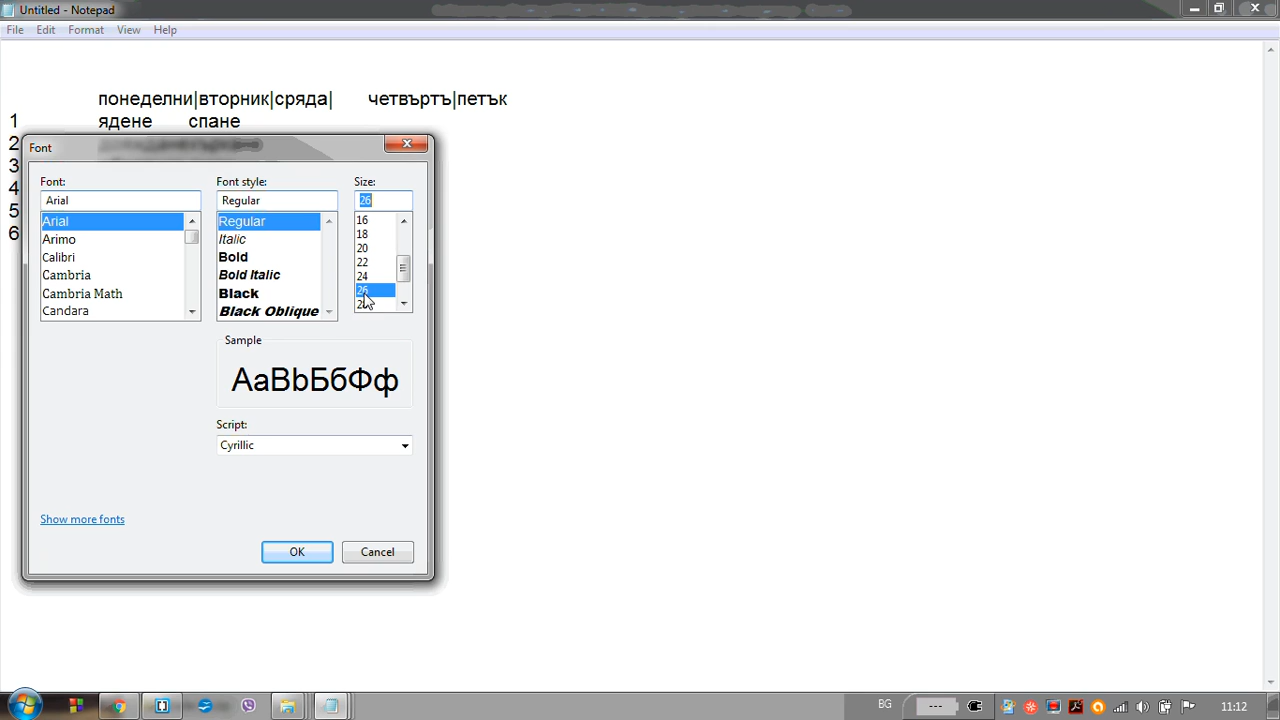 Untitled - Notepad
File Edit Format View Help
понеделни|вторник|сряда| четвъртъ|петък
1 ядене спане
2
3
4
5
6
Font
Font: Font style: Size:
Arial Regular 26
Arial Regular 16
Arimo Italic 18
Calibri Bold 20
Cambria Bold Italic 22
Cambria Math Black 24
Candara Black Oblique 26
Sample
AaBbБбФф
Script:
Cyrillic
Show more fonts
OK Cancel
BG 11:12